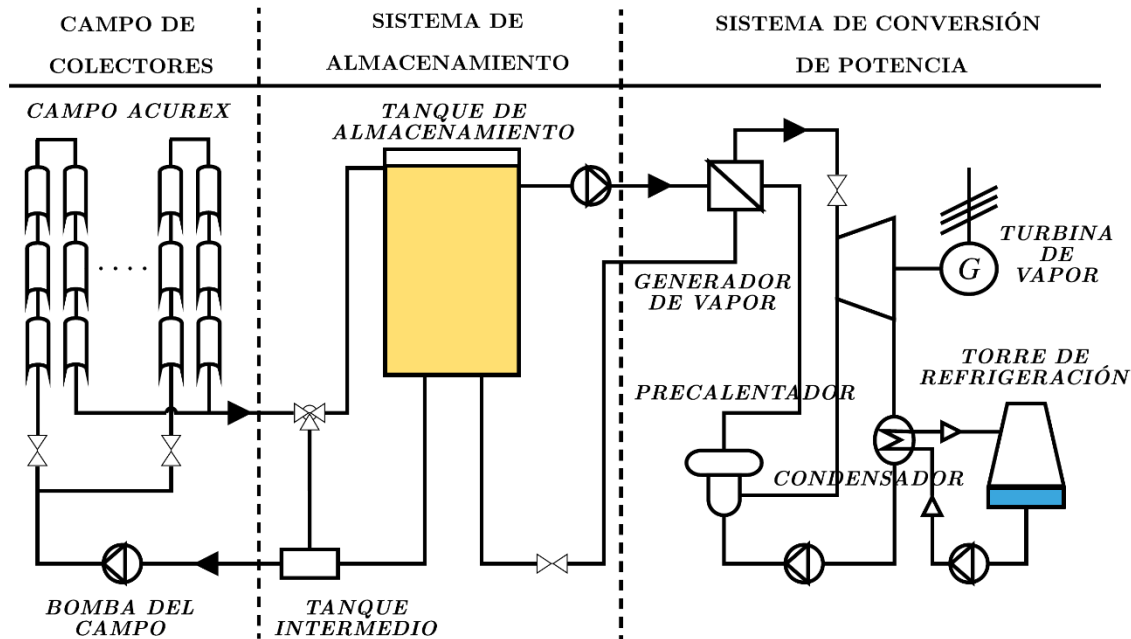 CAMPO DE
COLECTORES
SISTEMA DE
ALMACENAMIENTO
SISTEMA DE CONVERSIÓN
DE POTENCIA
CAMPO ACUREX
TANQUE DE
ALMACENAMIENTO
GENERADOR
DE VAPOR
G
TURBINA
DE
VAPOR
PRECALENTADOR
TORRE DE
REFRIGERACIÓN
CONDENSADOR
BOMBA DEL
CAMPO
TANQUE
INTERMEDIO